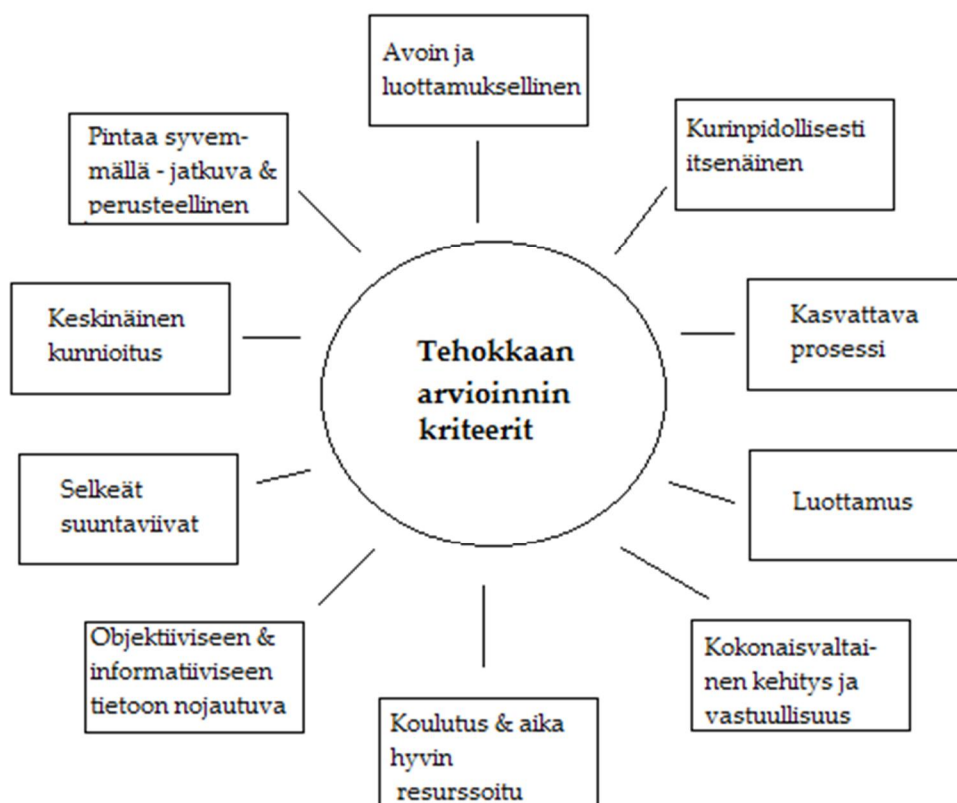 Avoin ja
luottamuksellinen
Pintaa syvem-
mällä - jatkuva &
perusteellinen
Kurinpidollisesti
itsenäinen
Keskinäinen
kunnioitus
Kasvattava
prosessi
Tehokkaan
arvioinnin
kriteerit
Selkeät
suuntaviivat
Luottamus
Objektiiviseen &
informatiiviseen
tietoon nojautuva
Kokonaisvaltai-
nen kehitys ja
vastuullisuus
Koulutus & aika
hyvin
resurssoitu